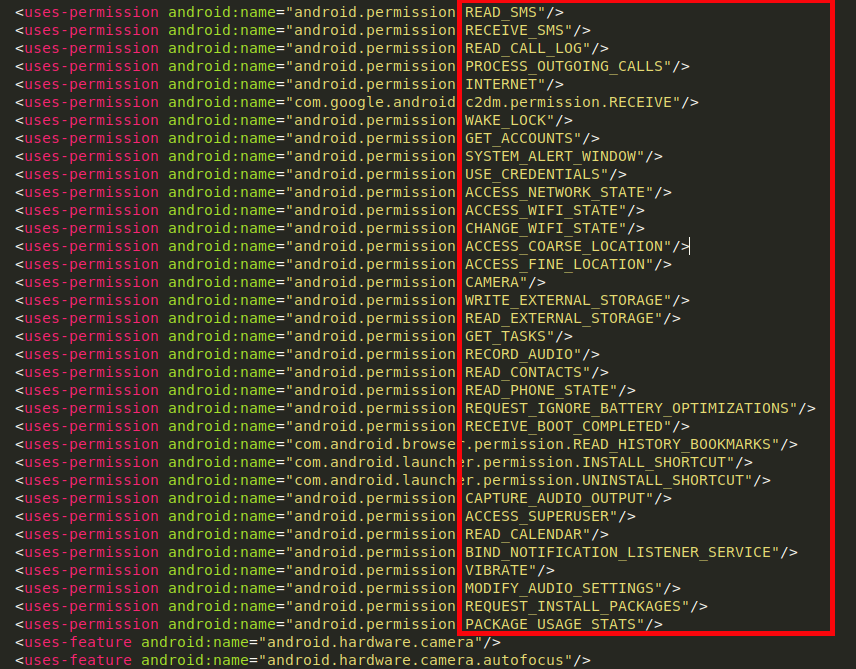 <uses-permission android:name="android.permission.READ_SMS"/>
<uses-permission android:name="android.permission.RECEIVE_SMS"/>
<uses-permission android:name="android.permission.READ_CALL_LOG"/>
<uses-permission android:name="android.permission.PROCESS_OUTGOING_CALLS"/>
<uses-permission android:name="android.permission.INTERNET"/>
<uses-permission android:name="com.google.android.c2dm.permission.RECEIVE"/>
<uses-permission android:name="android.permission.WAKE_LOCK"/>
<uses-permission android:name="android.permission.GET_ACCOUNTS"/>
<uses-permission android:name="android.permission.SYSTEM_ALERT_WINDOW"/>
<uses-permission android:name="android.permission.USE_CREDENTIALS"/>
<uses-permission android:name="android.permission.ACCESS_NETWORK_STATE"/>
<uses-permission android:name="android.permission.ACCESS_WIFI_STATE"/>
<uses-permission android:name="android.permission.CHANGE_WIFI_STATE"/>
<uses-permission android:name="android.permission.ACCESS_COARSE_LOCATION"/>
<uses-permission android:name="android.permission.ACCESS_FINE_LOCATION"/>
<uses-permission android:name="android.permission.CAMERA"/>
<uses-permission android:name="android.permission.WRITE_EXTERNAL_STORAGE"/>
<uses-permission android:name="android.permission.READ_EXTERNAL_STORAGE"/>
<uses-permission android:name="android.permission.GET_TASKS"/>
<uses-permission android:name="android.permission.RECORD_AUDIO"/>
<uses-permission android:name="android.permission.READ_CONTACTS"/>
<uses-permission android:name="android.permission.READ_PHONE_STATE"/>
<uses-permission android:name="android.permission.REQUEST_IGNORE_BATTERY_OPTIMIZATIONS"/>
<uses-permission android:name="android.permission.RECEIVE_BOOT_COMPLETED"/>
<uses-permission android:name="com.android.browser.permission.READ_HISTORY_BOOKMARKS"/>
<uses-permission android:name="com.android.launcher.permission.INSTALL_SHORTCUT"/>
<uses-permission android:name="com.android.launcher.permission.UNINSTALL_SHORTCUT"/>
<uses-permission android:name="android.permission.CAPTURE_AUDIO_OUTPUT"/>
<uses-permission android:name="android.permission.ACCESS_SUPERUSER"/>
<uses-permission android:name="android.permission.READ_CALENDAR"/>
<uses-permission android:name="android.permission.BIND_NOTIFICATION_LISTENER_SERVICE"/>
<uses-permission android:name="android.permission.VIBRATE"/>
<uses-permission android:name="android.permission.MODIFY_AUDIO_SETTINGS"/>
<uses-permission android:name="android.permission.REQUEST_INSTALL_PACKAGES"/>
<uses-permission android:name="android.permission.PACKAGE_USAGE_STATS"/>
<uses-feature android:name="android.hardware.camera"/>
<uses-feature android:name="android.hardware.camera.autofocus"/>